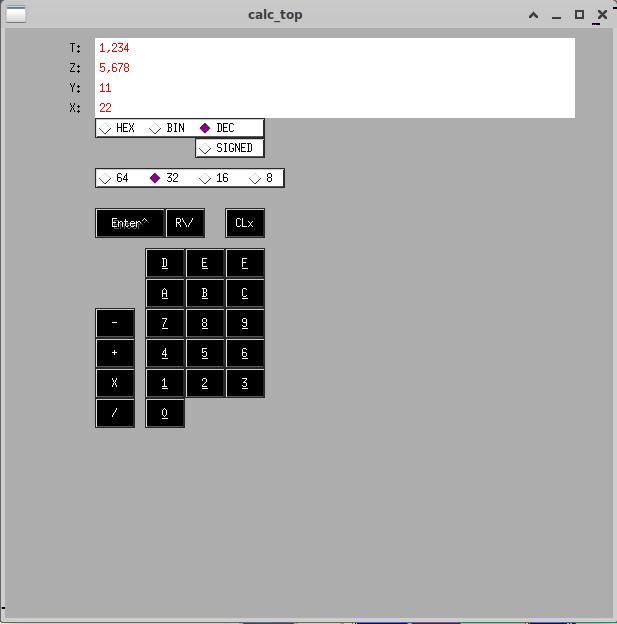 calc_top
T: 1,234
Z: 5,678
Y: 11
X: 22
HEX BIN DEC
SIGNED
64 32 16 8
Enter^ R\/ CLx
D E F
A B C
- 7 8 9
+ 4 5 6
X 1 2 3
/ 0